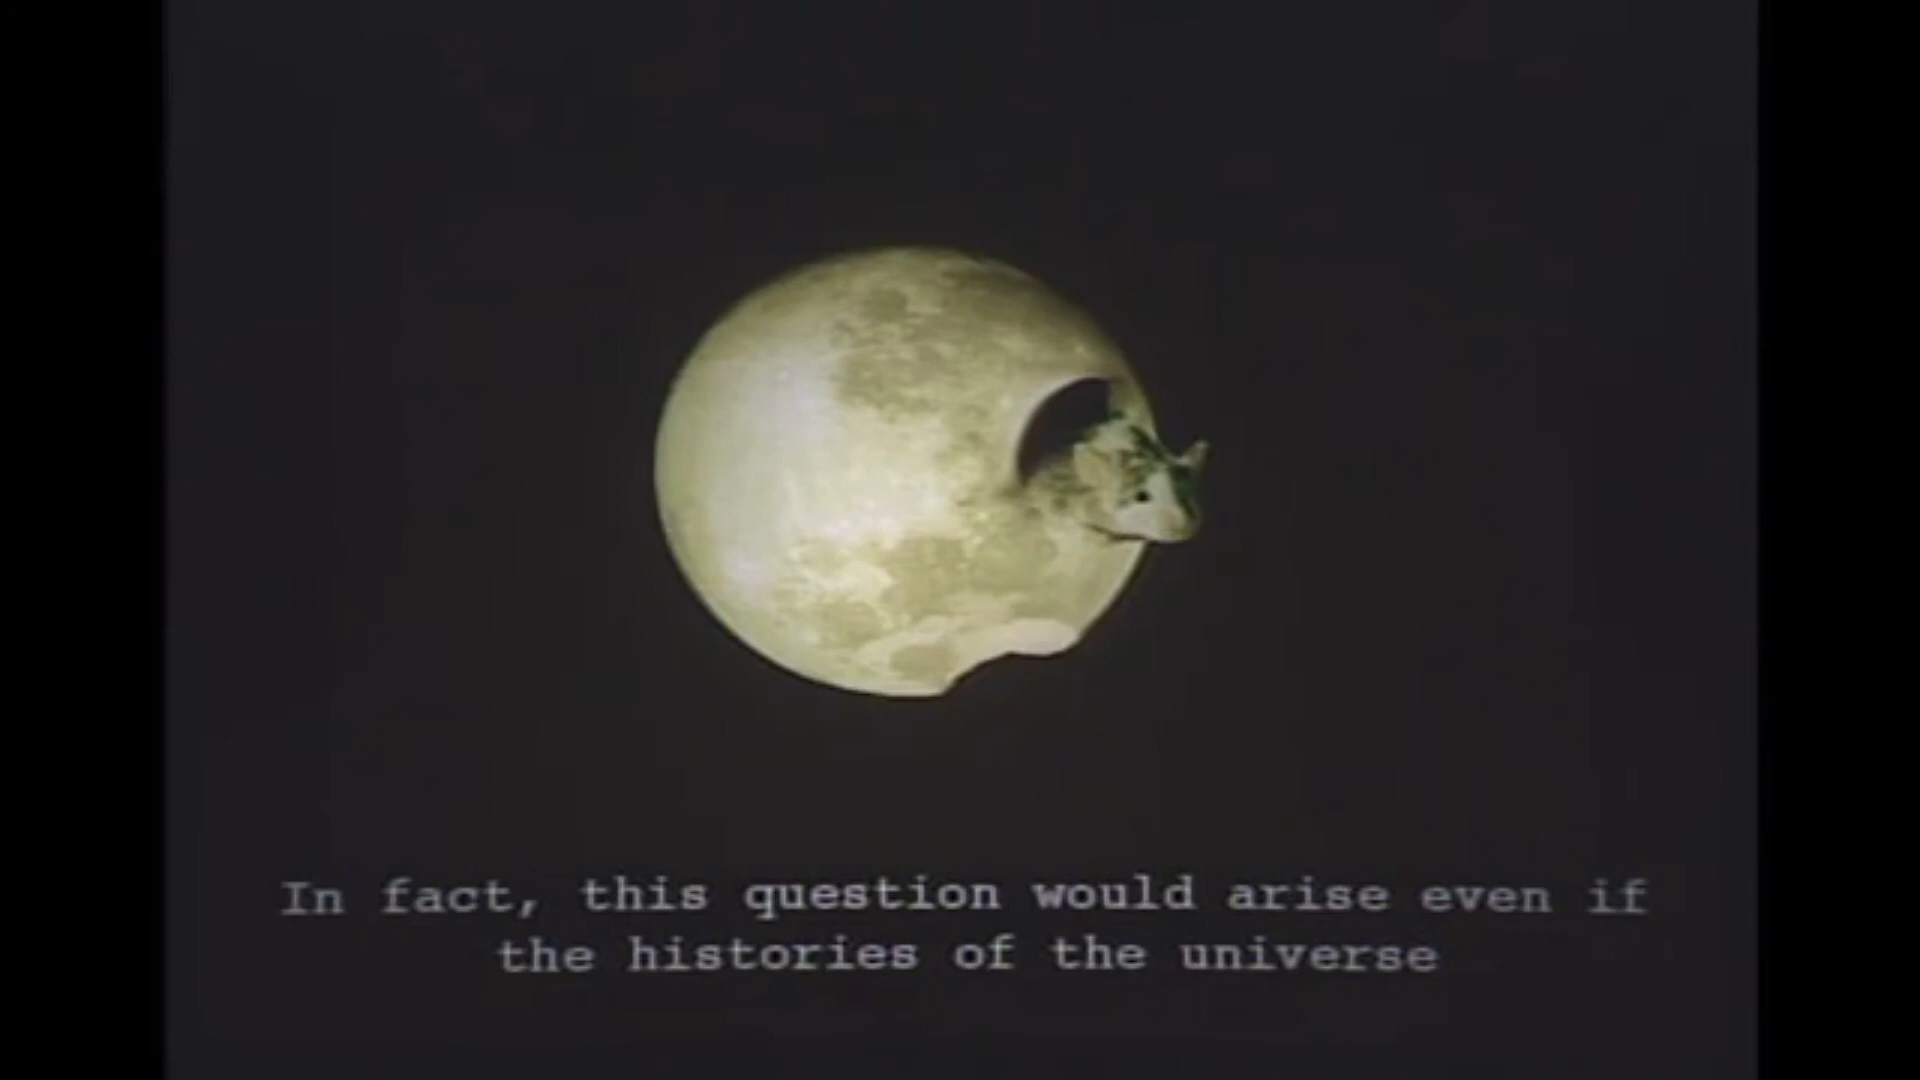 In fact, this question would arise even if
the histories of the universe